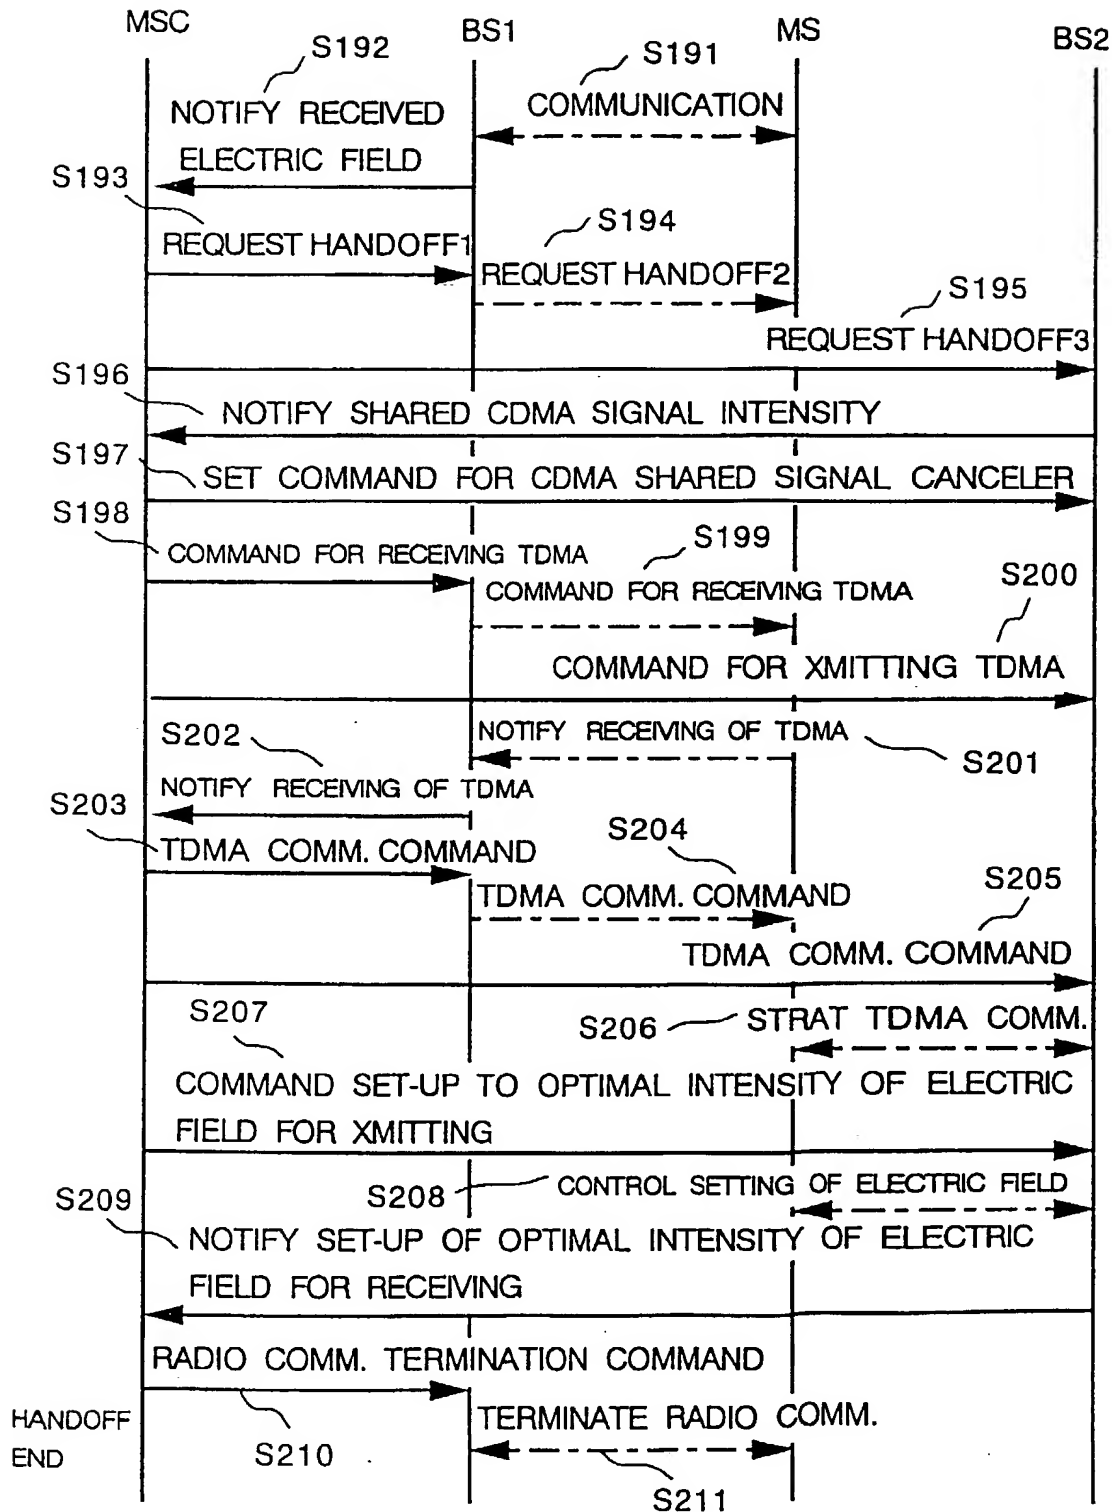 MSC
BS1
MS
BS2
S192
S191
NOTIFY RECEIVED
ELECTRIC FIELD
COMMUNICATION
S193
REQUEST HANDOFF1
S194
REQUEST HANDOFF2
S195
REQUEST HANDOFF3
S196
NOTIFY SHARED CDMA SIGNAL INTENSITY
S197
SET COMMAND FOR CDMA SHARED SIGNAL CANCELER
S198
COMMAND FOR RECEIVING TDMA
S199
COMMAND FOR RECEIVING TDMA
S200
COMMAND FOR XMITTING TDMA
NOTIFY RECEIVING OF TDMA
S201
S202
NOTIFY RECEIVING OF TDMA
S203
TDMA COMM. COMMAND
S204
TDMA COMM. COMMAND
S205
TDMA COMM. COMMAND
S206
STRAT TDMA COMM.
S207
COMMAND SET-UP TO OPTIMAL INTENSITY OF ELECTRIC
FIELD FOR XMITTING
S208
CONTROL SETTING OF ELECTRIC FIELD
S209
NOTIFY SET-UP OF OPTIMAL INTENSITY OF ELECTRIC
FIELD FOR RECEIVING
RADIO COMM. TERMINATION COMMAND
S210
TERMINATE RADIO COMM.
S211
HANDOFF
END